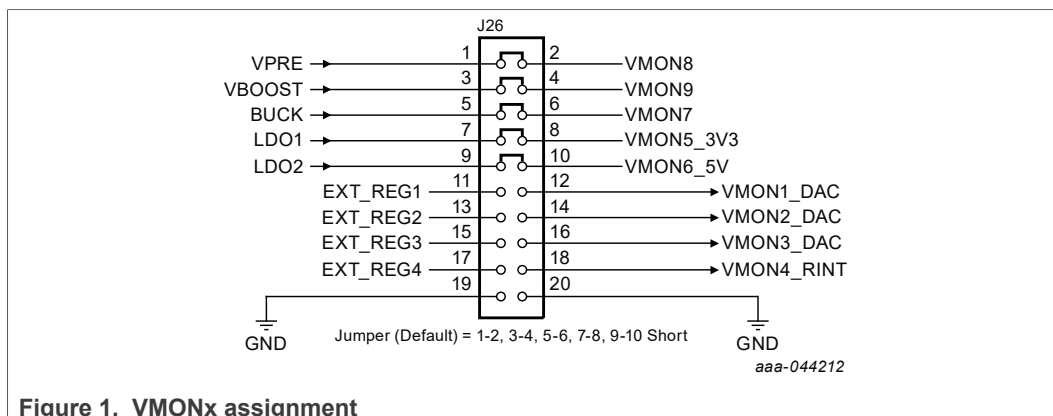 J26
VPRE 1 2 VMON8
VBOOST 3 4 VMON9
BUCK 5 6 VMON7
LDO1 7 8 VMON5_3V3
LDO2 9 10 VMON6_5V
EXT_REG1 11 12 VMON1_DAC
EXT_REG2 13 14 VMON2_DAC
EXT_REG3 15 16 VMON3_DAC
EXT_REG4 17 18 VMON4_RINT
19 20
GND Jumper (Default) = 1-2, 3-4, 5-6, 7-8, 9-10 Short GND
aaa-044212
Figure 1. VMONx assignment